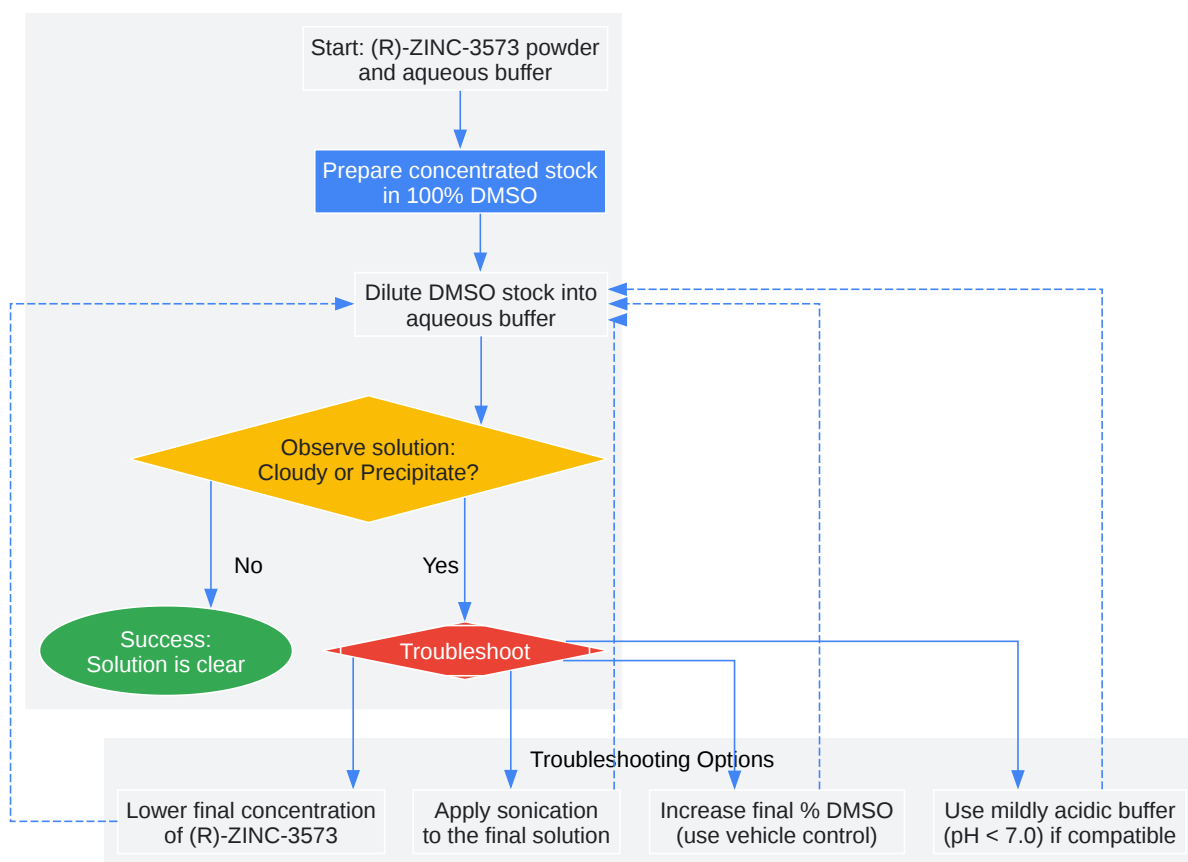 Start: (R)-ZINC-3573 powder
and aqueous buffer
Prepare concentrated stock
in 100% DMSO
Dilute DMSO stock into
aqueous buffer
Observe solution:
Cloudy or Precipitate?
No
Yes
Success:
Solution is clear
Troubleshoot
Troubleshooting Options
Lower final concentration
of (R)-ZINC-3573
Apply sonication
to the final solution
Increase final % DMSO
(use vehicle control)
Use mildly acidic buffer
(pH < 7.0) if compatible